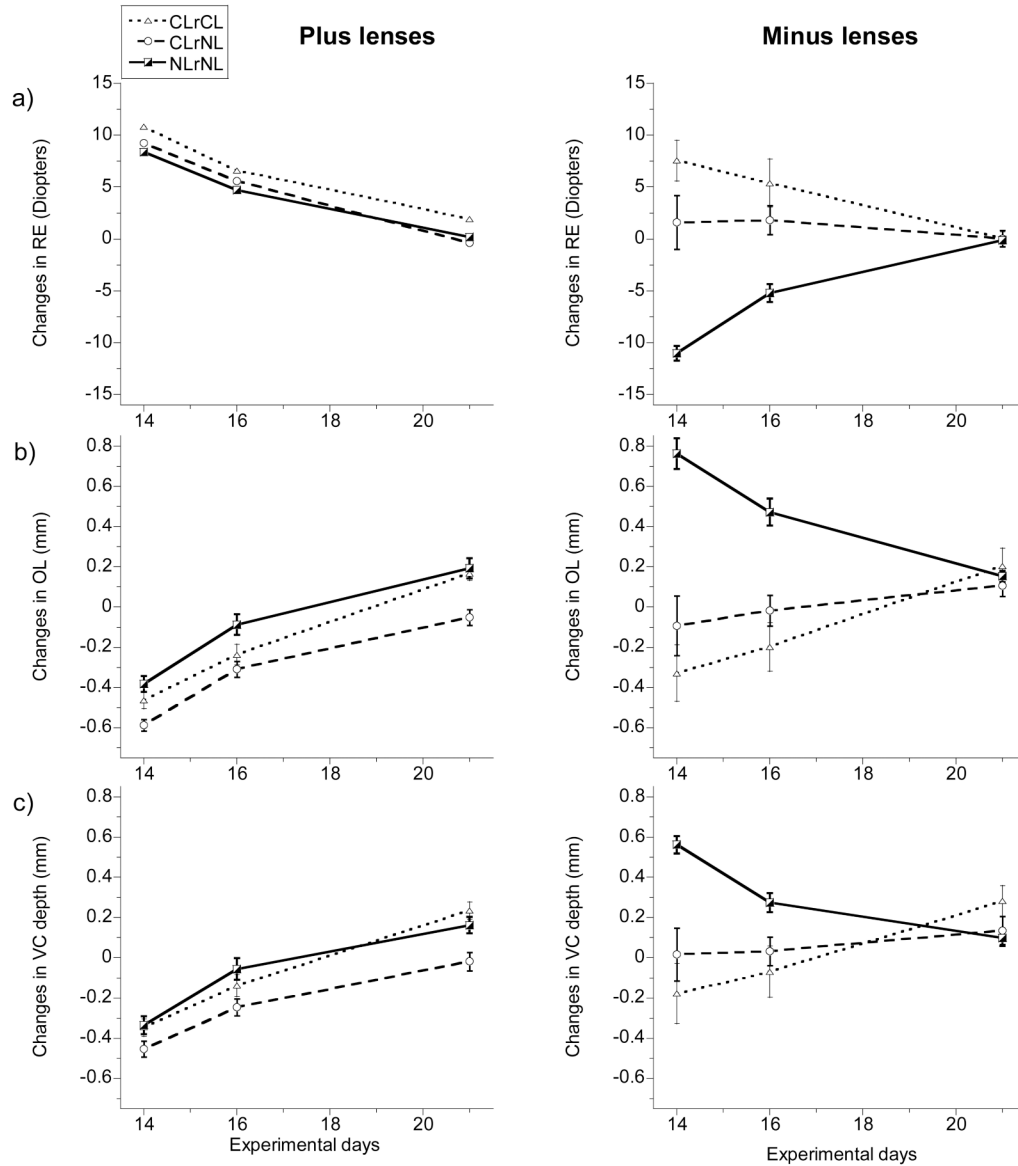 CLrCL
CLrNL
NLrNL
Plus lenses
Minus lenses
a)
15
10
5
0
-5
-10
-15
Changes in RE (Diopters)
14 16 18 20
15
10
5
0
-5
-10
-15
Changes in RE (Diopters)
14 16 18 20
b)
0.8
0.6
0.4
0.2
0
-0.2
-0.4
-0.6
Changes in OL (mm)
14 16 18 20
0.8
0.6
0.4
0.2
0
-0.2
-0.4
-0.6
Changes in OL (mm)
14 16 18 20
c)
0.8
0.6
0.4
0.2
0
-0.2
-0.4
-0.6
Changes in VC depth (mm)
14 16 18 20
Experimental days
0.8
0.6
0.4
0.2
0
-0.2
-0.4
-0.6
Changes in VC depth (mm)
14 16 18 20
Experimental days